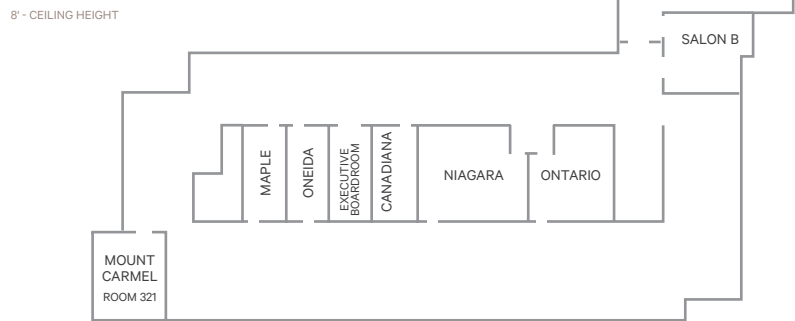 8' - CEILING HEIGHT
SALON B
MAPLE
ONEIDA
EXECUTIVE
BOARDROOM
CANADIANA
NIAGARA
ONTARIO
MOUNT
CARMEL
ROOM 321